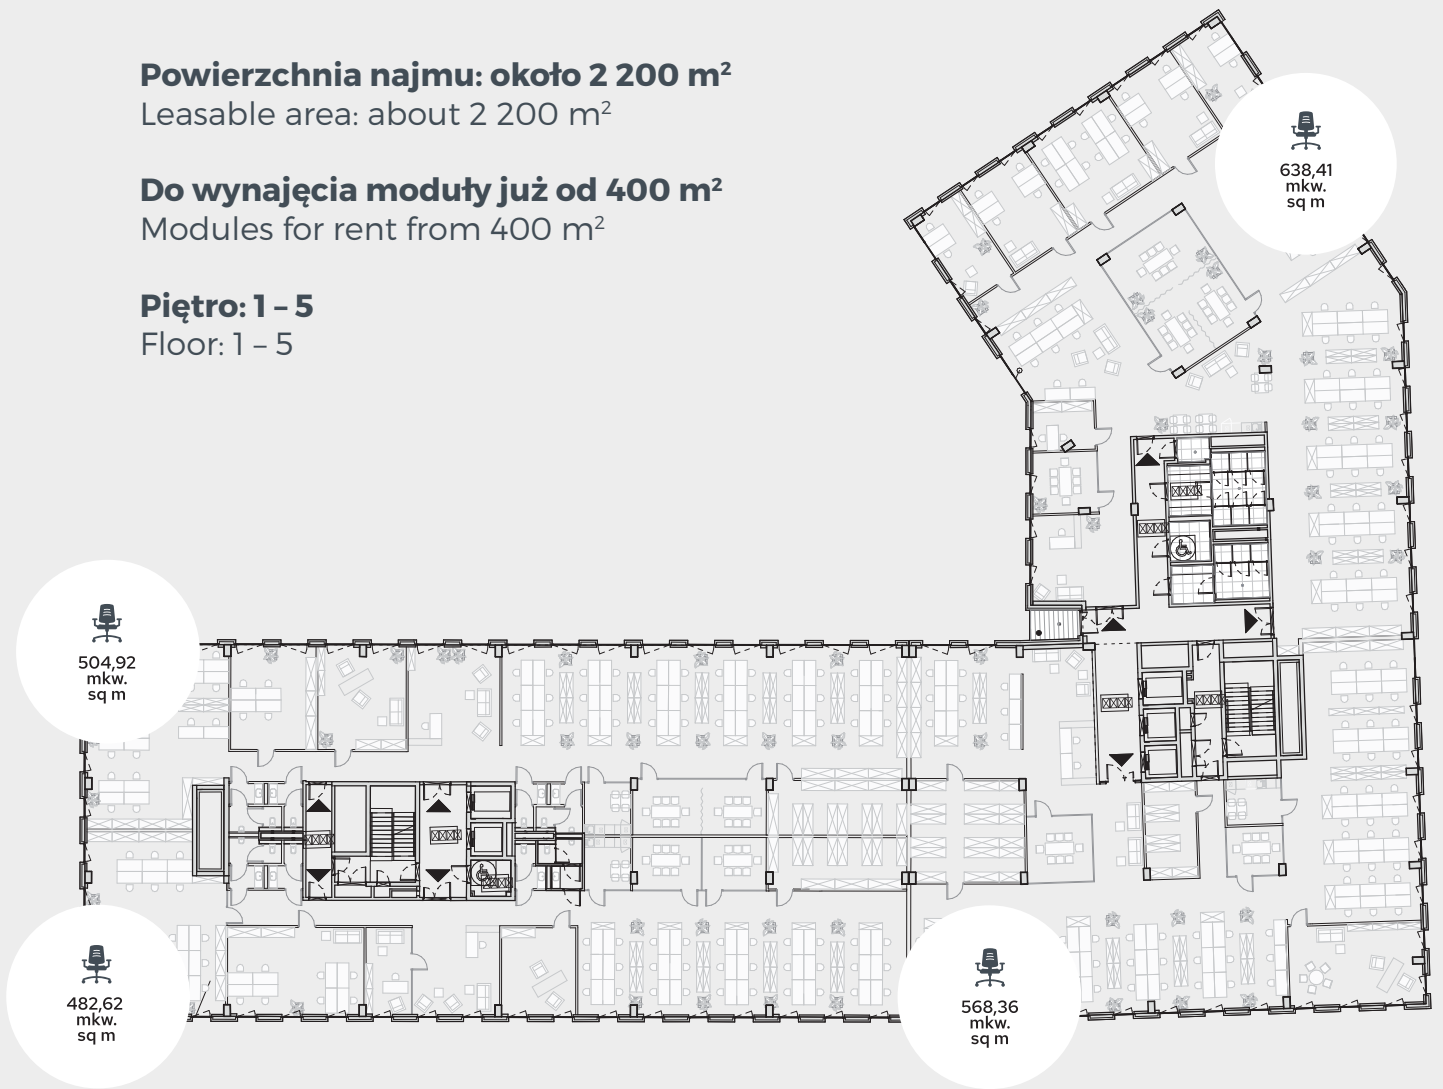 Powierzchnia najmu: około 2 200 m²
Leasable area: about 2 200 m²
Do wynajęcia moduły już od 400 m²
Modules for rent from 400 m²
Piętro: 1 – 5
Floor: 1 – 5
638,41
mkw.
sq m
504,92
mkw.
sq m
482,62
mkw.
sq m
568,36
mkw.
sq m